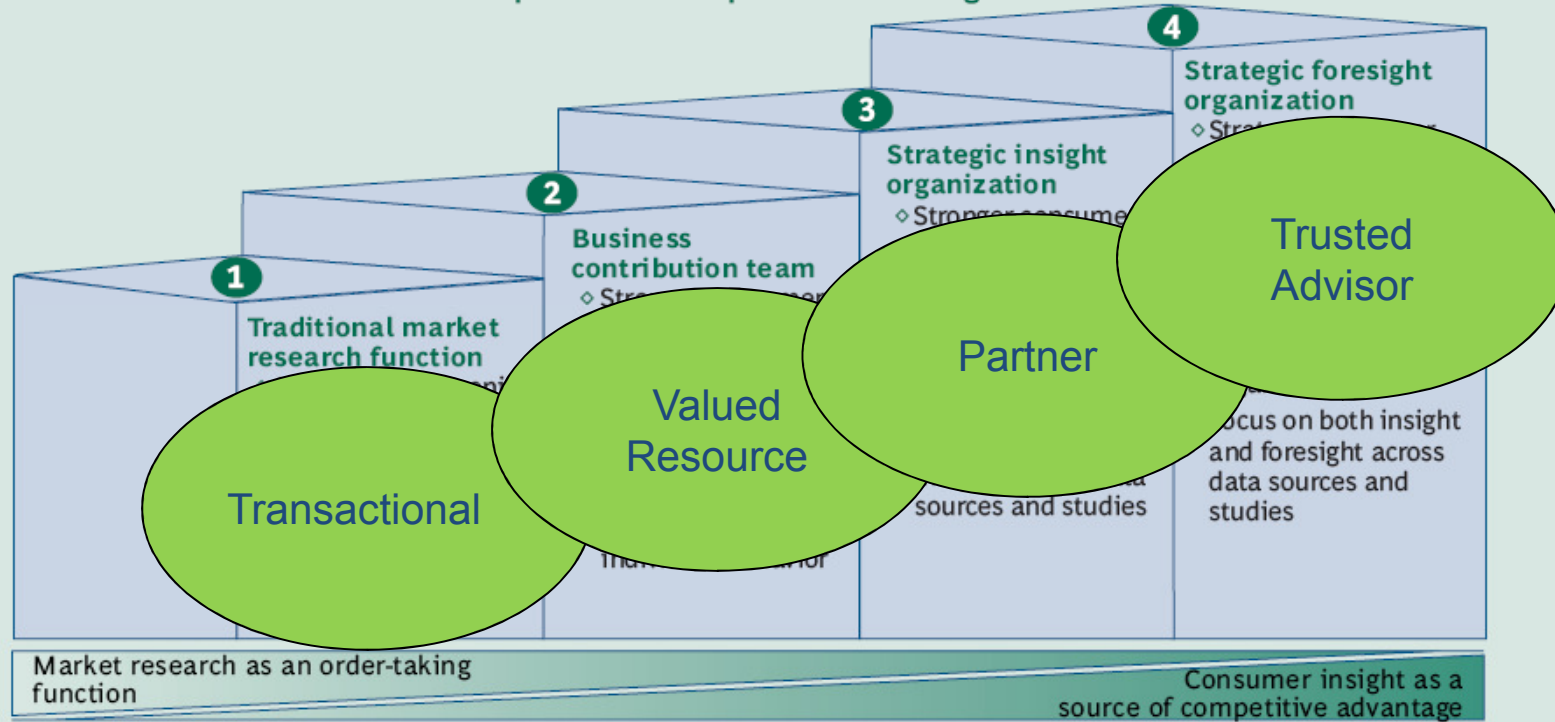 1
Traditional market
research function
Transactional
2
Business
contribution team
Valued
Resource
3
Strategic insight
organization
◇ Stronger
Partner
sources and studies
4
Strategic foresight
organization
Trusted
Advisor
on both insight
and foresight across
data sources and
studies
Market research as an order-taking
function
Consumer insight as a
source of competitive advantage